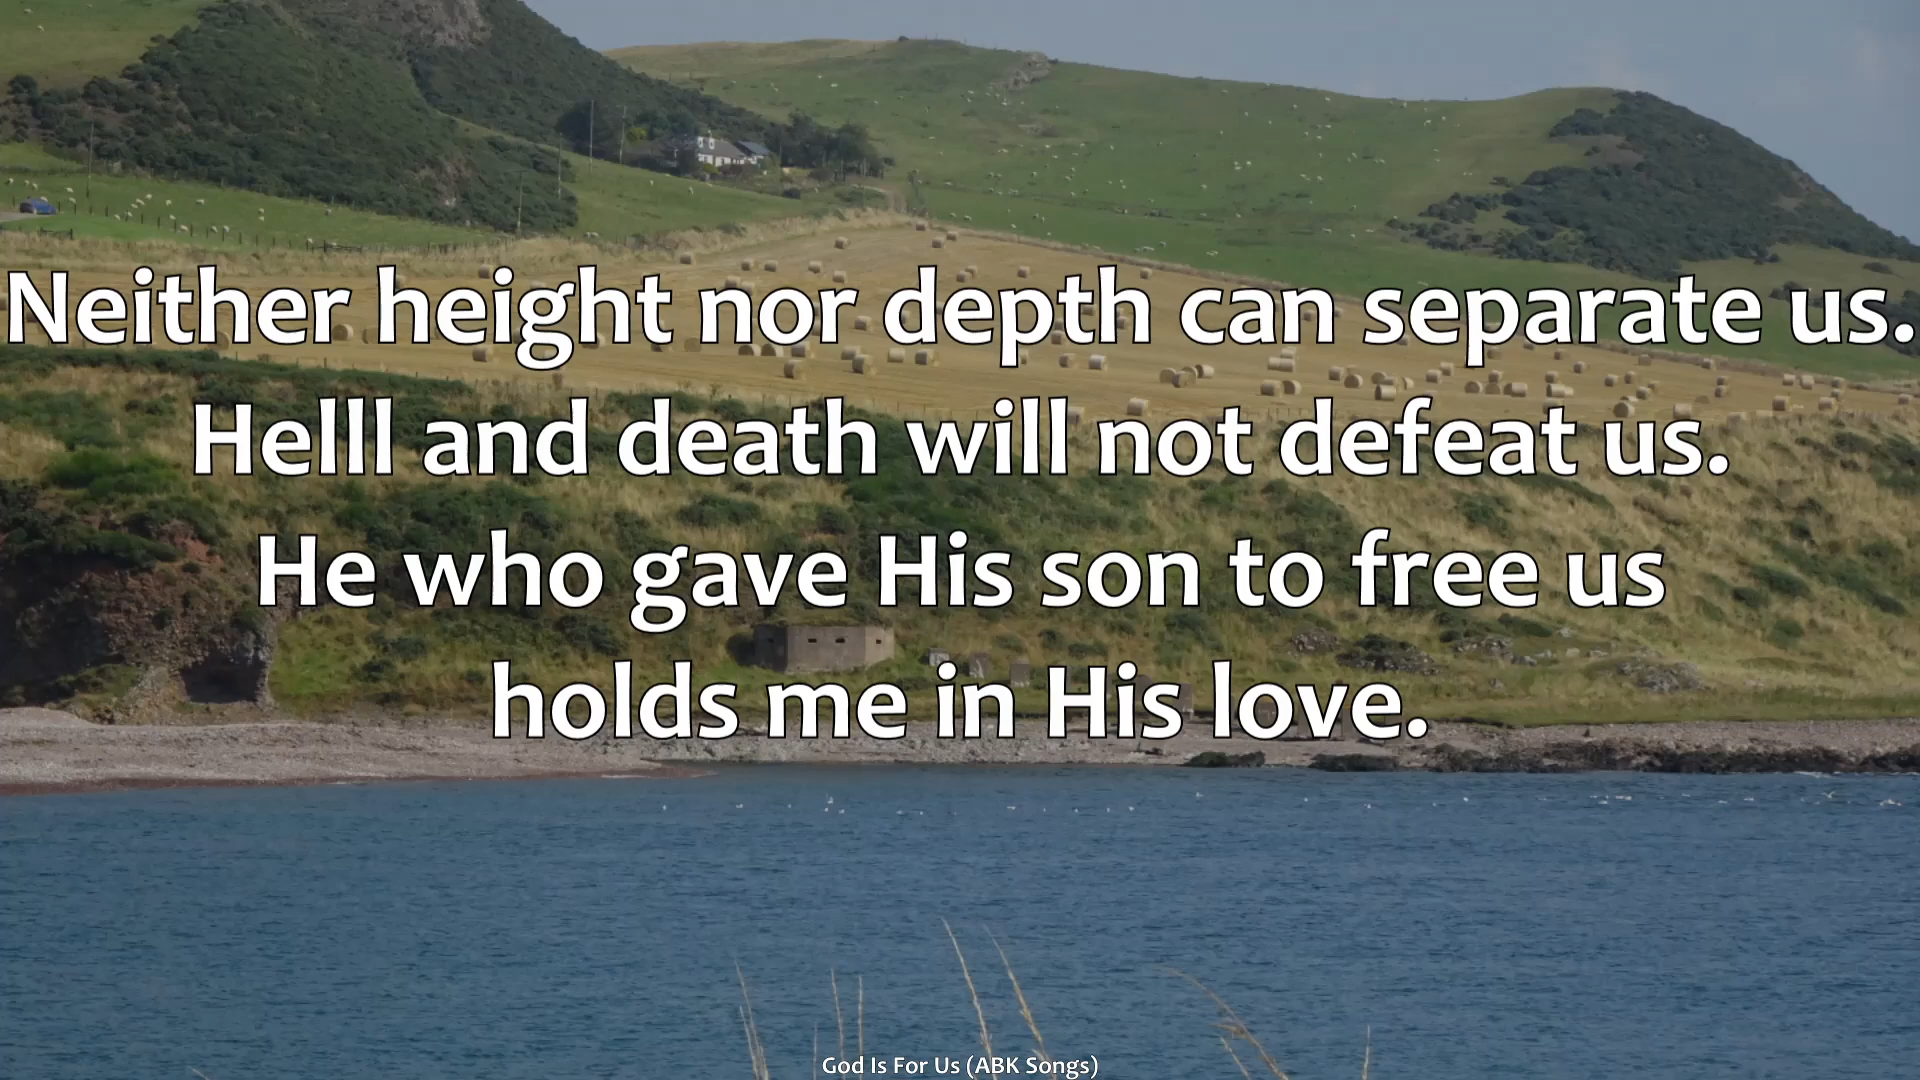 Neither height nor depth can separate us.
Helll and death will not defeat us.
He who gave His son to free us
holds me in His love.
God Is For Us (ABK Songs)